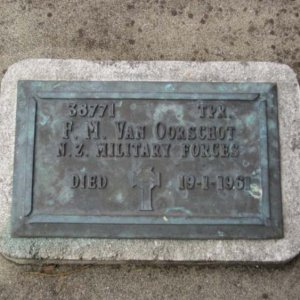 38771 TPR.
F. M. VAN OORSCHOT
N. Z. MILITARY FORCES
DIED 19-1-1961